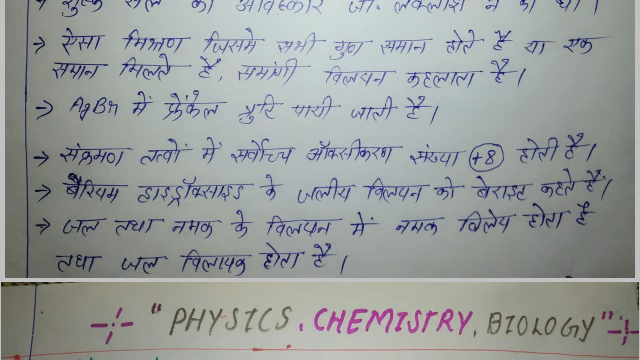 → शुष्क सेल का आविष्कार जी. लेक्लांश ने की थी।
→ ऐसा मिश्रण जिसमें सभी गुण समान होते हैं या एक
समान मिलते हैं, समांगी विलयन कहलाता है।
→ AgBr में फ्रेंकेल त्रुटि पायी जाती है।
→ संक्रमण तत्वों में सर्वोच्च ऑक्सीकरण संख्या +8 होती है।
→ बैरियम हाइड्रॉक्साइड के जलीय विलयन को बेराइट कहते हैं।
→ जल तथा नमक के विलयन में नमक विलेय होता है
तथा जल विलायक होता है।
"PHYSICS, CHEMISTRY, BIOLOGY"